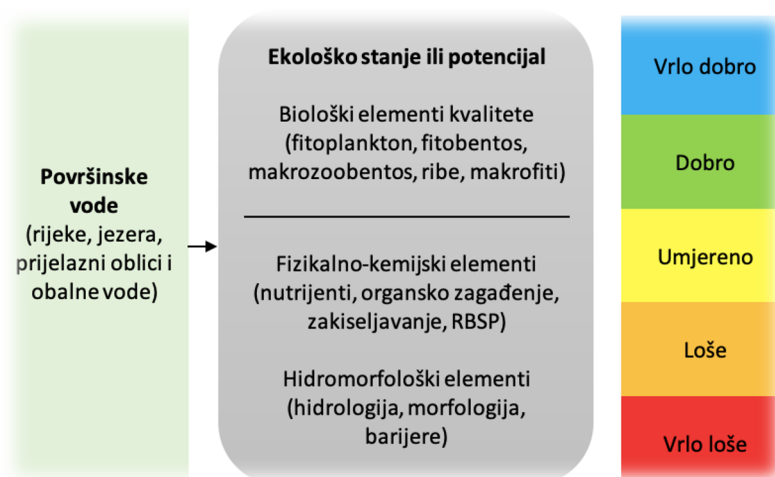 Površinske
vode
(rijeke, jezera,
prijelazni oblici i
obalne vode)
Ekološko stanje ili potencijal
Biološki elementi kvalitete
(fitoplankton, fitobentos,
makrozoobentos, ribe, makrofiti)
Fizikalno-kemijski elementi
(nutrijenti, organsko zagađenje,
zakiseljavanje, RBSP)
Hidromorfološki elementi
(hidrologija, morfologija,
barijere)
Vrlo dobro
Dobro
Umjereno
Loše
Vrlo loše